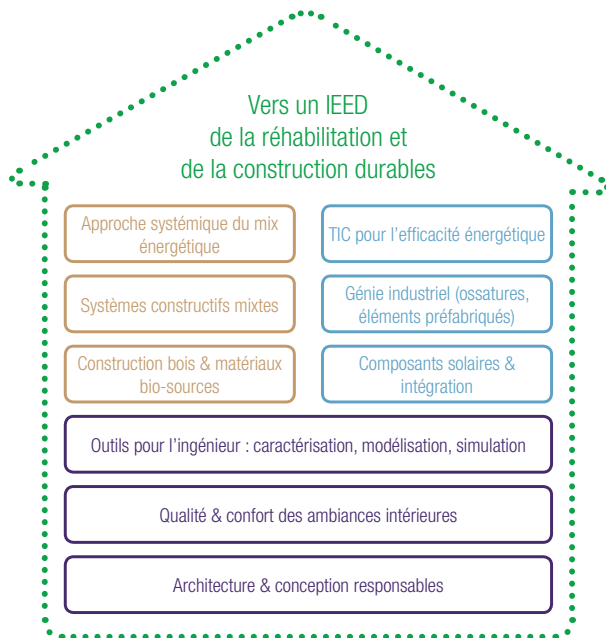 Vers un IEED
de la réhabilitation et
de la construction durables
Approche systémique du mix
énergétique
TIC pour l'efficacité énergétique
Systèmes constructifs mixtes
Génie industriel (ossatures,
éléments préfabriqués)
Construction bois & matériaux
bio-sources
Composants solaires &
intégration
Outils pour l'ingénieur : caractérisation, modélisation, simulation
Qualité & confort des ambiances intérieures
Architecture & conception responsables